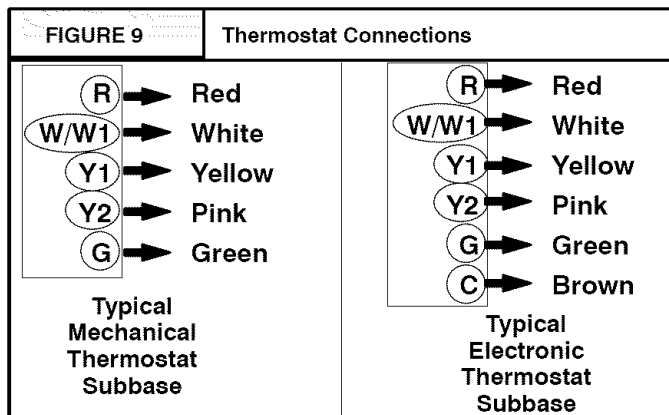 FIGURE 9
Thermostat Connections
R Red
W/W1 White
Y1 Yellow
Y2 Pink
G Green
Typical
Mechanical
Thermostat
Subbase
R Red
W/W1 White
Y1 Yellow
Y2 Pink
G Green
C Brown
Typical
Electronic
Thermostat
Subbase